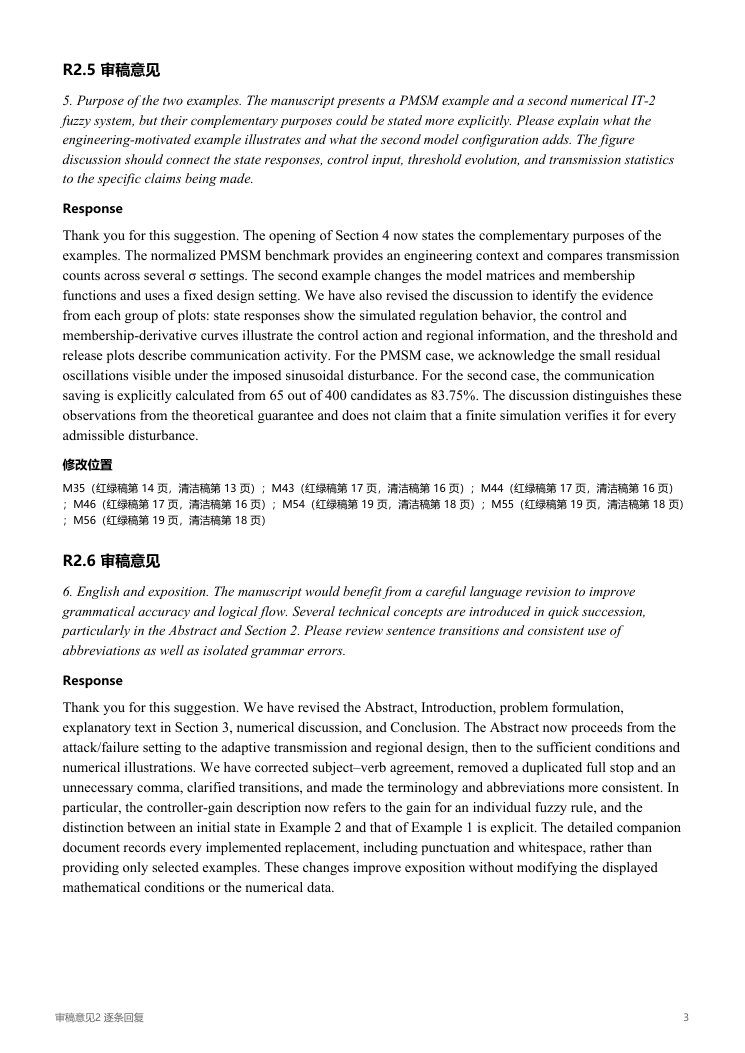 R2.5 审稿意见
5. Purpose of the two examples. The manuscript presents a PMSM example and a second numerical IT-2
fuzzy system, but their complementary purposes could be stated more explicitly. Please explain what the
engineering-motivated example illustrates and what the second model configuration adds. The figure
discussion should connect the state responses, control input, threshold evolution, and transmission statistics
to the specific claims being made.
Response
Thank you for this suggestion. The opening of Section 4 now states the complementary purposes of the
examples. The normalized PMSM benchmark provides an engineering context and compares transmission
counts across several σ settings. The second example changes the model matrices and membership
functions and uses a fixed design setting. We have also revised the discussion to identify the evidence
from each group of plots: state responses show the simulated regulation behavior, the control and
membership-derivative curves illustrate the control action and regional information, and the threshold and
release plots describe communication activity. For the PMSM case, we acknowledge the small residual
oscillations visible under the imposed sinusoidal disturbance. For the second case, the communication
saving is explicitly calculated from 65 out of 400 candidates as 83.75%. The discussion distinguishes these
observations from the theoretical guarantee and does not claim that a finite simulation verifies it for every
admissible disturbance.
修改位置
M35（红绿稿第 14 页，清洁稿第 13 页）；M43（红绿稿第 17 页，清洁稿第 16 页）；M44（红绿稿第 17 页，清洁稿第 16 页）
；M46（红绿稿第 17 页，清洁稿第 16 页）；M54（红绿稿第 19 页，清洁稿第 18 页）；M55（红绿稿第 19 页，清洁稿第 18 页）
；M56（红绿稿第 19 页，清洁稿第 18 页）
R2.6 审稿意见
6. English and exposition. The manuscript would benefit from a careful language revision to improve
grammatical accuracy and logical flow. Several technical concepts are introduced in quick succession,
particularly in the Abstract and Section 2. Please review sentence transitions and consistent use of
abbreviations as well as isolated grammar errors.
Response
Thank you for this suggestion. We have revised the Abstract, Introduction, problem formulation,
explanatory text in Section 3, numerical discussion, and Conclusion. The Abstract now proceeds from the
attack/failure setting to the adaptive transmission and regional design, then to the sufficient conditions and
numerical illustrations. We have corrected subject–verb agreement, removed a duplicated full stop and an
unnecessary comma, clarified transitions, and made the terminology and abbreviations more consistent. In
particular, the controller-gain description now refers to the gain for an individual fuzzy rule, and the
distinction between an initial state in Example 2 and that of Example 1 is explicit. The detailed companion
document records every implemented replacement, including punctuation and whitespace, rather than
providing only selected examples. These changes improve exposition without modifying the displayed
mathematical conditions or the numerical data.
审稿意见2 逐条回复
3